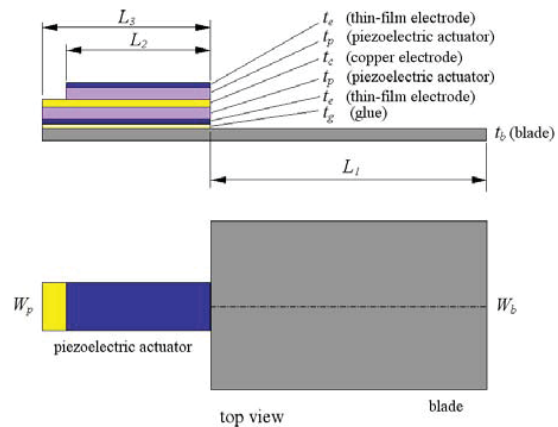 L3
L2
te (thin-film electrode)
tp (piezoelectric actuator)
tc (copper electrode)
tp (piezoelectric actuator)
te (thin-film electrode)
tg (glue)
tb (blade)
L1
Wp
Wb
piezoelectric actuator
blade
top view